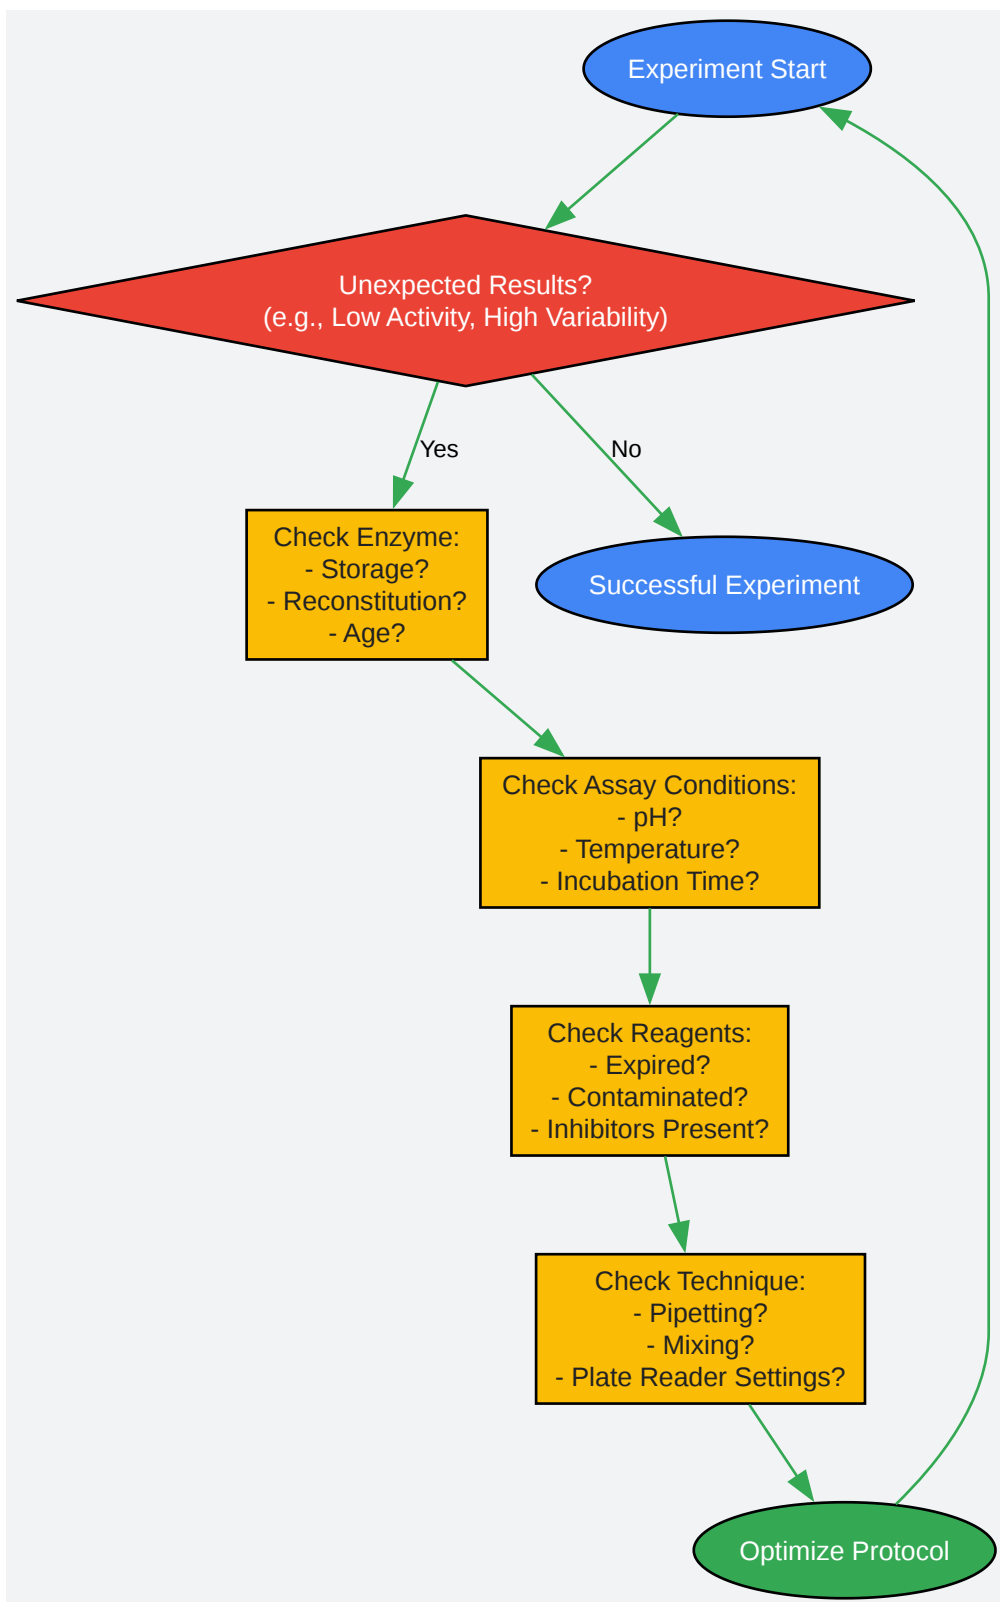 Experiment Start
Unexpected Results?
(e.g., Low Activity, High Variability)
Yes
No
Check Enzyme:
- Storage?
- Reconstitution?
- Age?
Successful Experiment
Check Assay Conditions:
- pH?
- Temperature?
- Incubation Time?
Check Reagents:
- Expired?
- Contaminated?
- Inhibitors Present?
Check Technique:
- Pipetting?
- Mixing?
- Plate Reader Settings?
Optimize Protocol